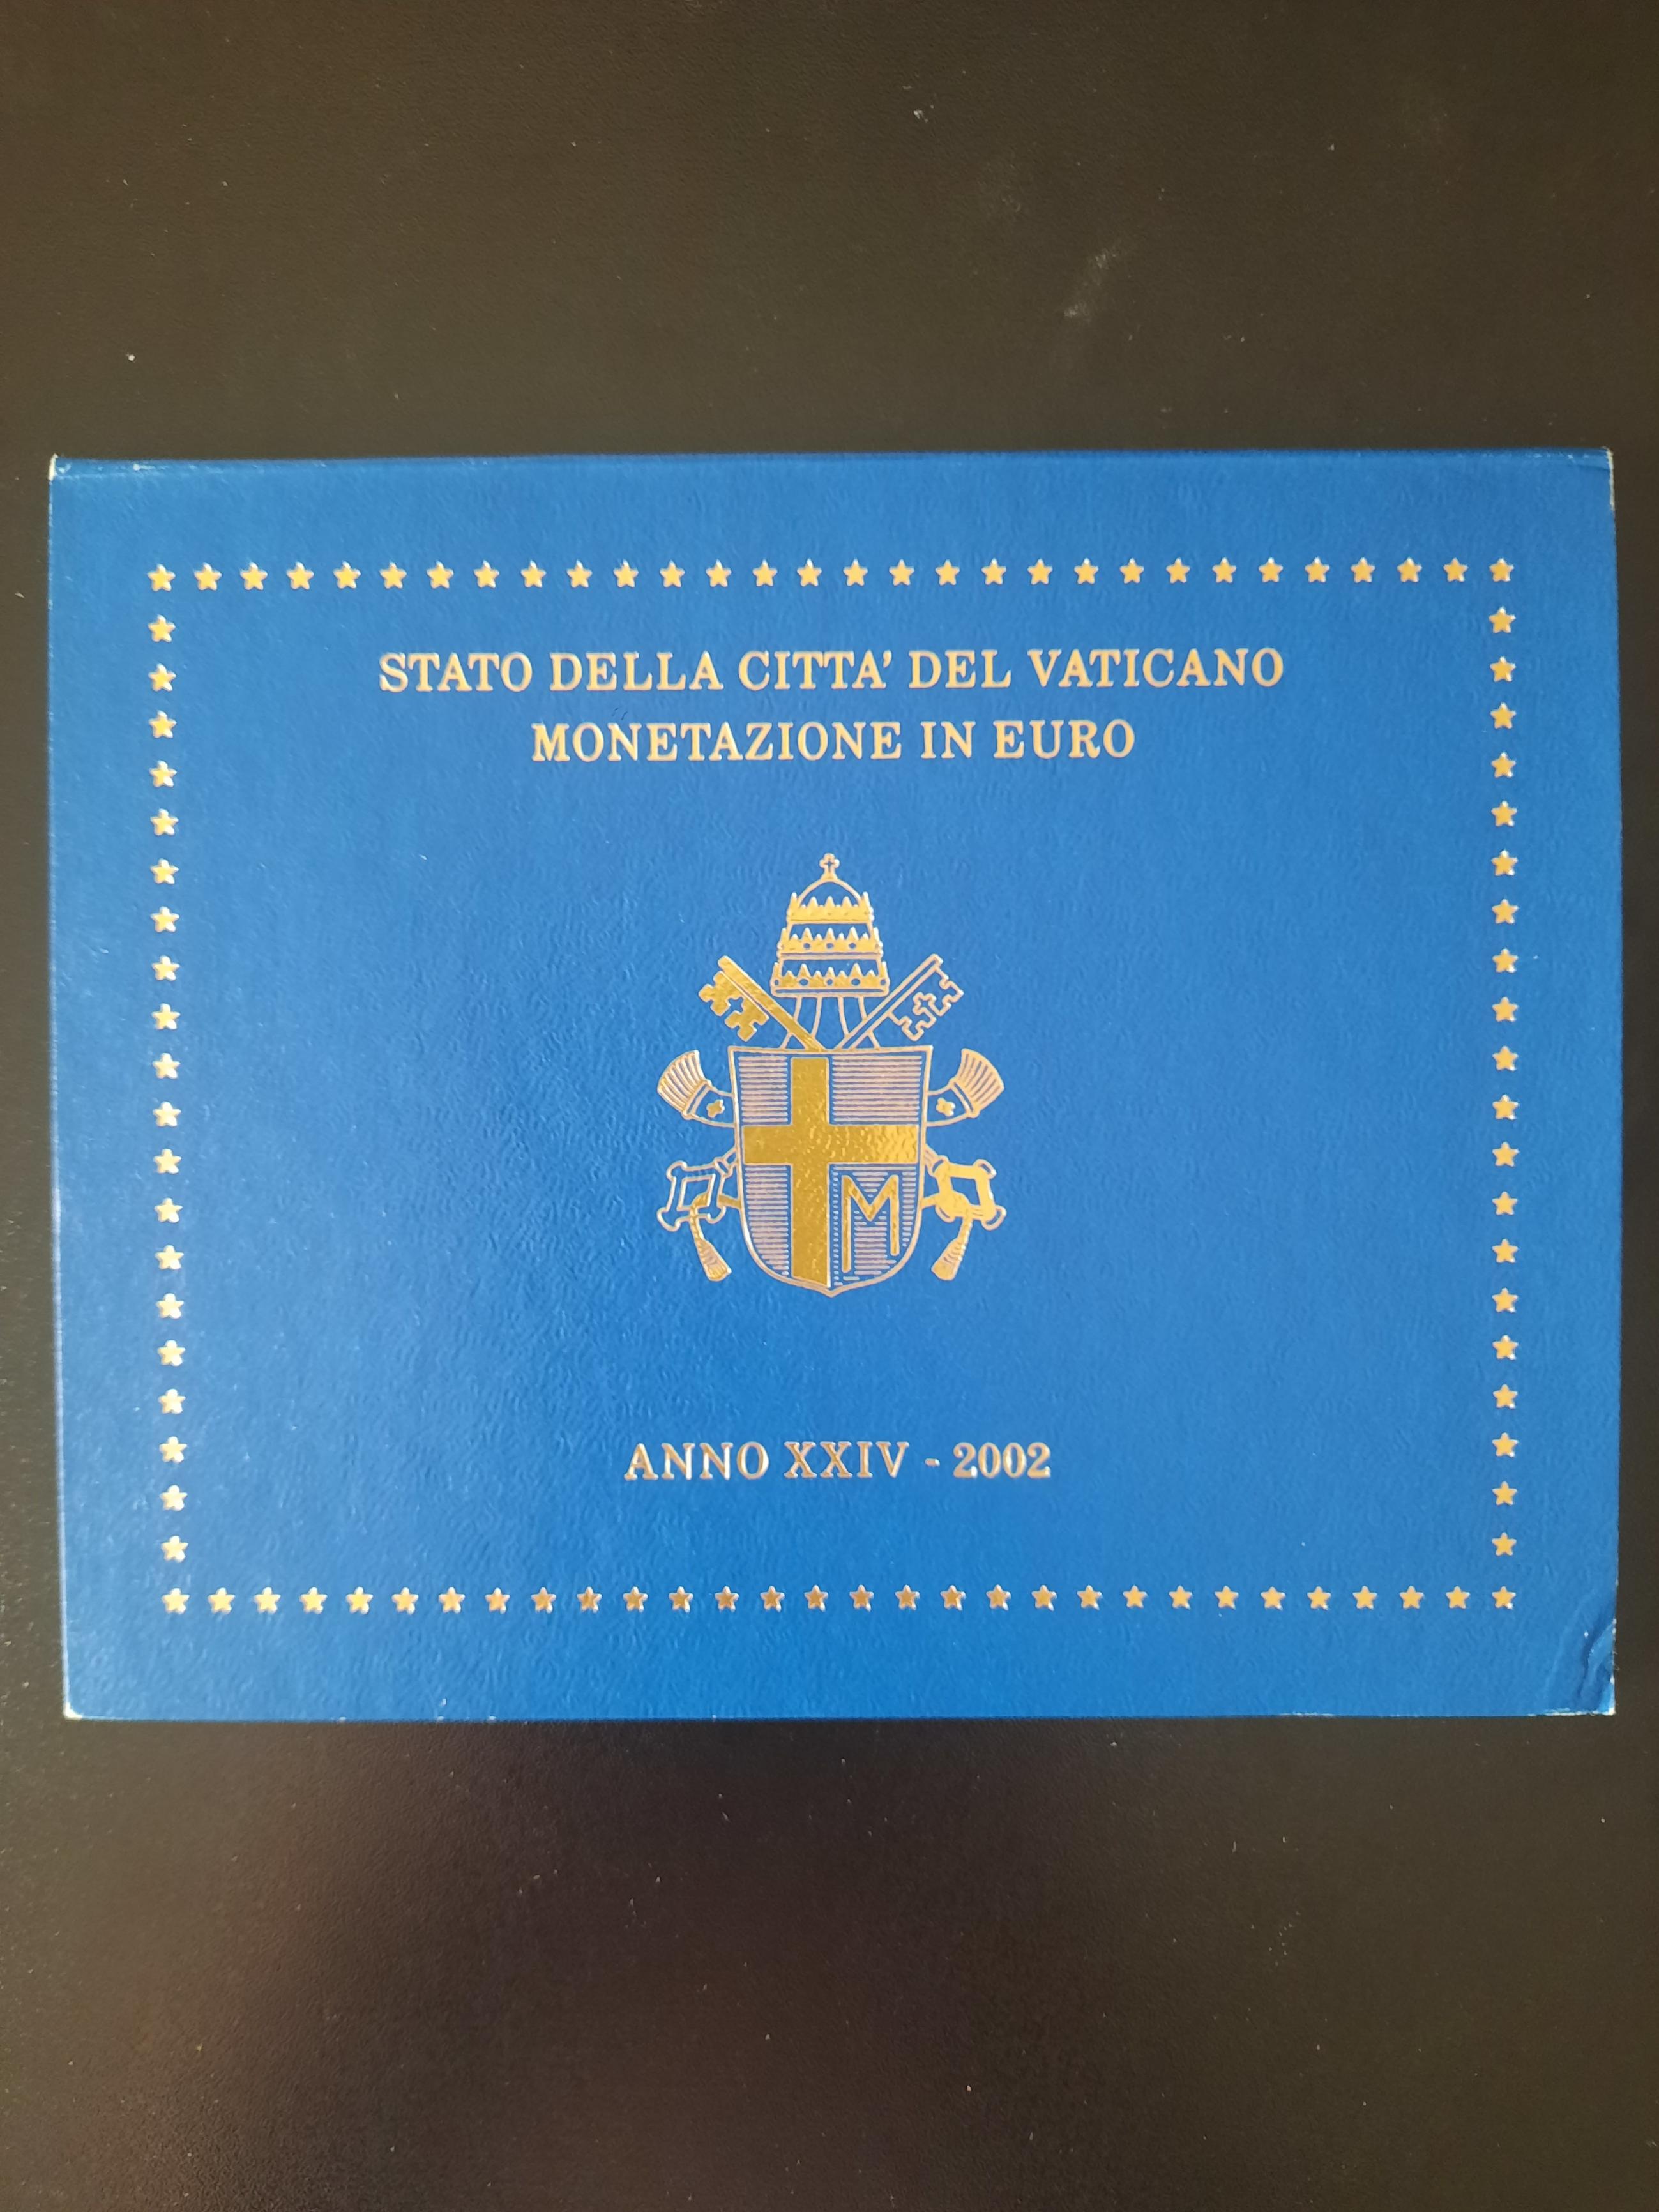 STATO DELLA CITTA' DEL VATICANO
MONETAZIONE IN EURO
M
ANNO XXIV - 2002